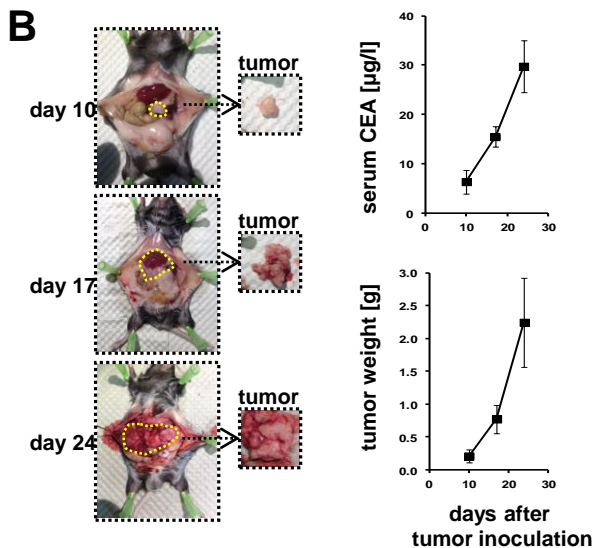 B
day 10
tumor
day 17
tumor
day 24
tumor
serum CEA [µg/l]
40
30
20
10
0
0 10 20 30
tumor weight [g]
3.0
2.5
2.0
1.5
1.0
0.5
0.0
0 10 20 30
days after
tumor inoculation